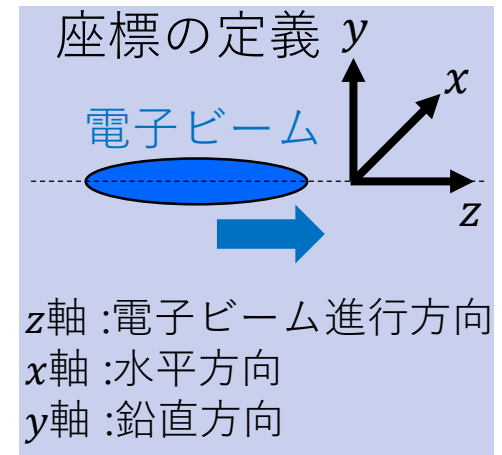 座標の定義
y
x
電子ビーム
z
z軸 :電子ビーム進行方向
x軸 :水平方向
y軸 :鉛直方向